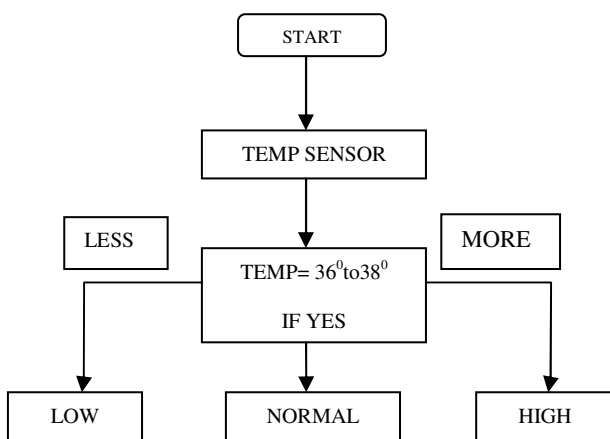 START
TEMP SENSOR
LESS
MORE
TEMP= 36⁰to38⁰
IF YES
LOW
NORMAL
HIGH